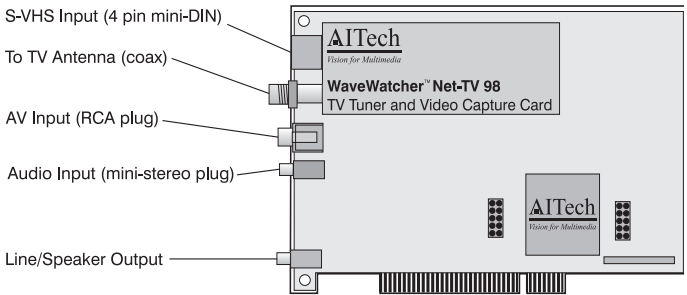 S-VHS Input (4 pin mini-DIN)
To TV Antenna (coax)
AV Input (RCA plug)
Audio Input (mini-stereo plug)
Line/Speaker Output
AITech
Vision for Multimedia
WaveWatcher™ Net-TV 98
TV Tuner and Video Capture Card
AITech
Vision for Multimedia